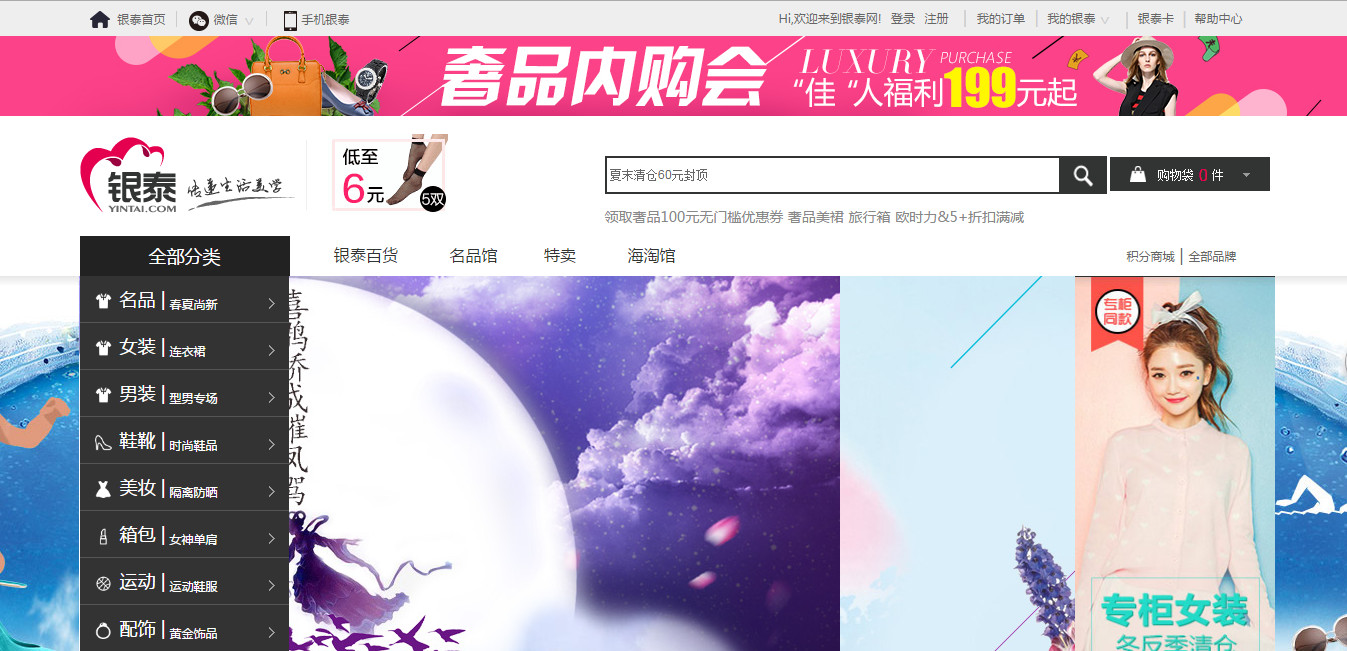 银泰首页 微信 手机银泰 Hi,欢迎来到银泰网! 登录 注册 我的订单 我的银泰 银泰卡 帮助中心
奢品内购会 LUXURY PURCHASE
“佳“人福利199元起
银泰 传递生活美学
YINTAI.COM
低至
6元
5双
夏末清仓60元封顶
购物袋 0 件
领取奢品100元无门槛优惠券 奢品美裙 旅行箱 欧时力&5+折扣满减
全部分类 银泰百货 名品馆 特卖 海淘馆 积分商城 | 全部品牌
名品 | 春夏尚新
女装 | 连衣裙
男装 | 型男专场
鞋靴 | 时尚鞋品
美妆 | 隔离防晒
箱包 | 女神单肩
运动 | 运动鞋服
配饰 | 黄金饰品
喜鹊桥成催凤驾
专柜
同款
专柜女装
冬反季清仓